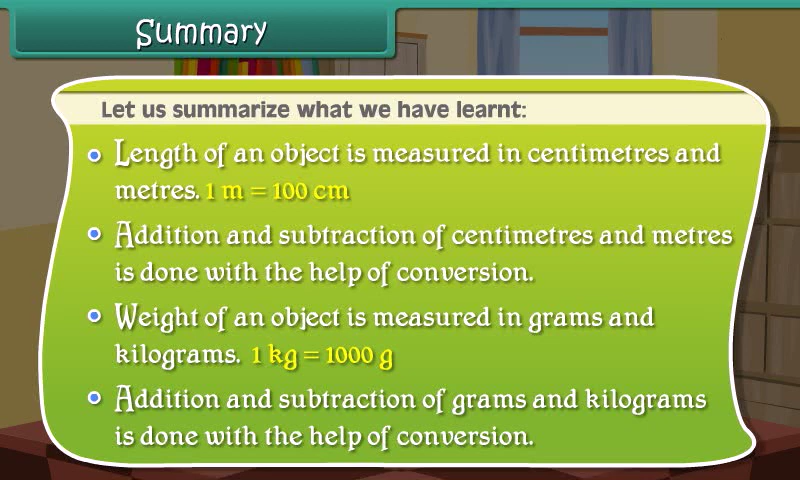 Summary
Let us summarize what we have learnt:
Length of an object is measured in centimetres and
metres. 1 m = 100 cm
Addition and subtraction of centimetres and metres
is done with the help of conversion.
Weight of an object is measured in grams and
kilograms. 1 kg = 1000 g
Addition and subtraction of grams and kilograms
is done with the help of conversion.